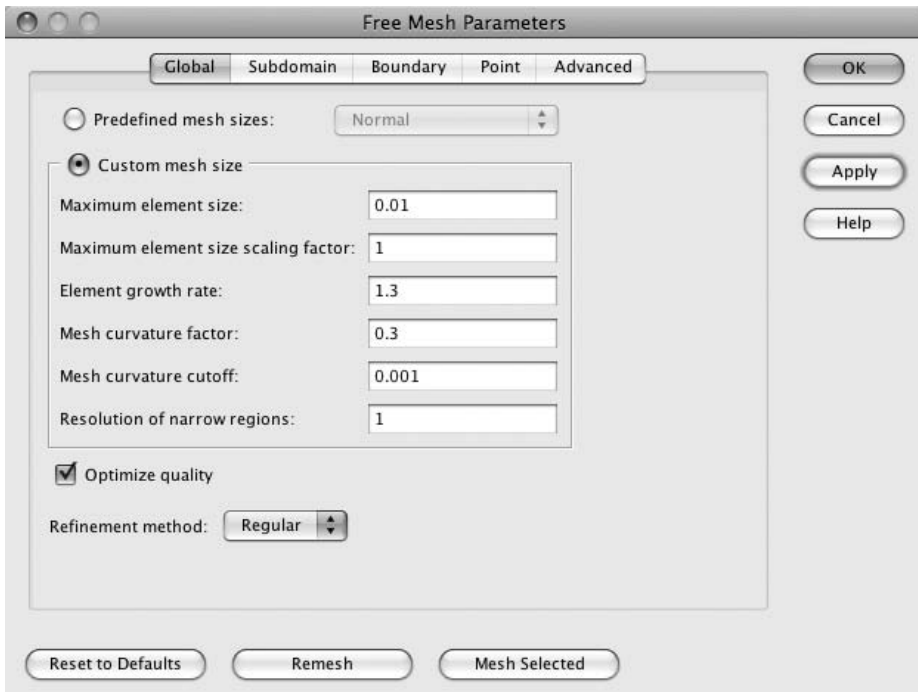 Free Mesh Parameters
Global Subdomain Boundary Point Advanced
OK
Cancel
Apply
Help
Predefined mesh sizes: Normal
Custom mesh size
Maximum element size: 0.01
Maximum element size scaling factor: 1
Element growth rate: 1.3
Mesh curvature factor: 0.3
Mesh curvature cutoff: 0.001
Resolution of narrow regions: 1
Optimize quality
Refinement method: Regular
Reset to Defaults Remesh Mesh Selected